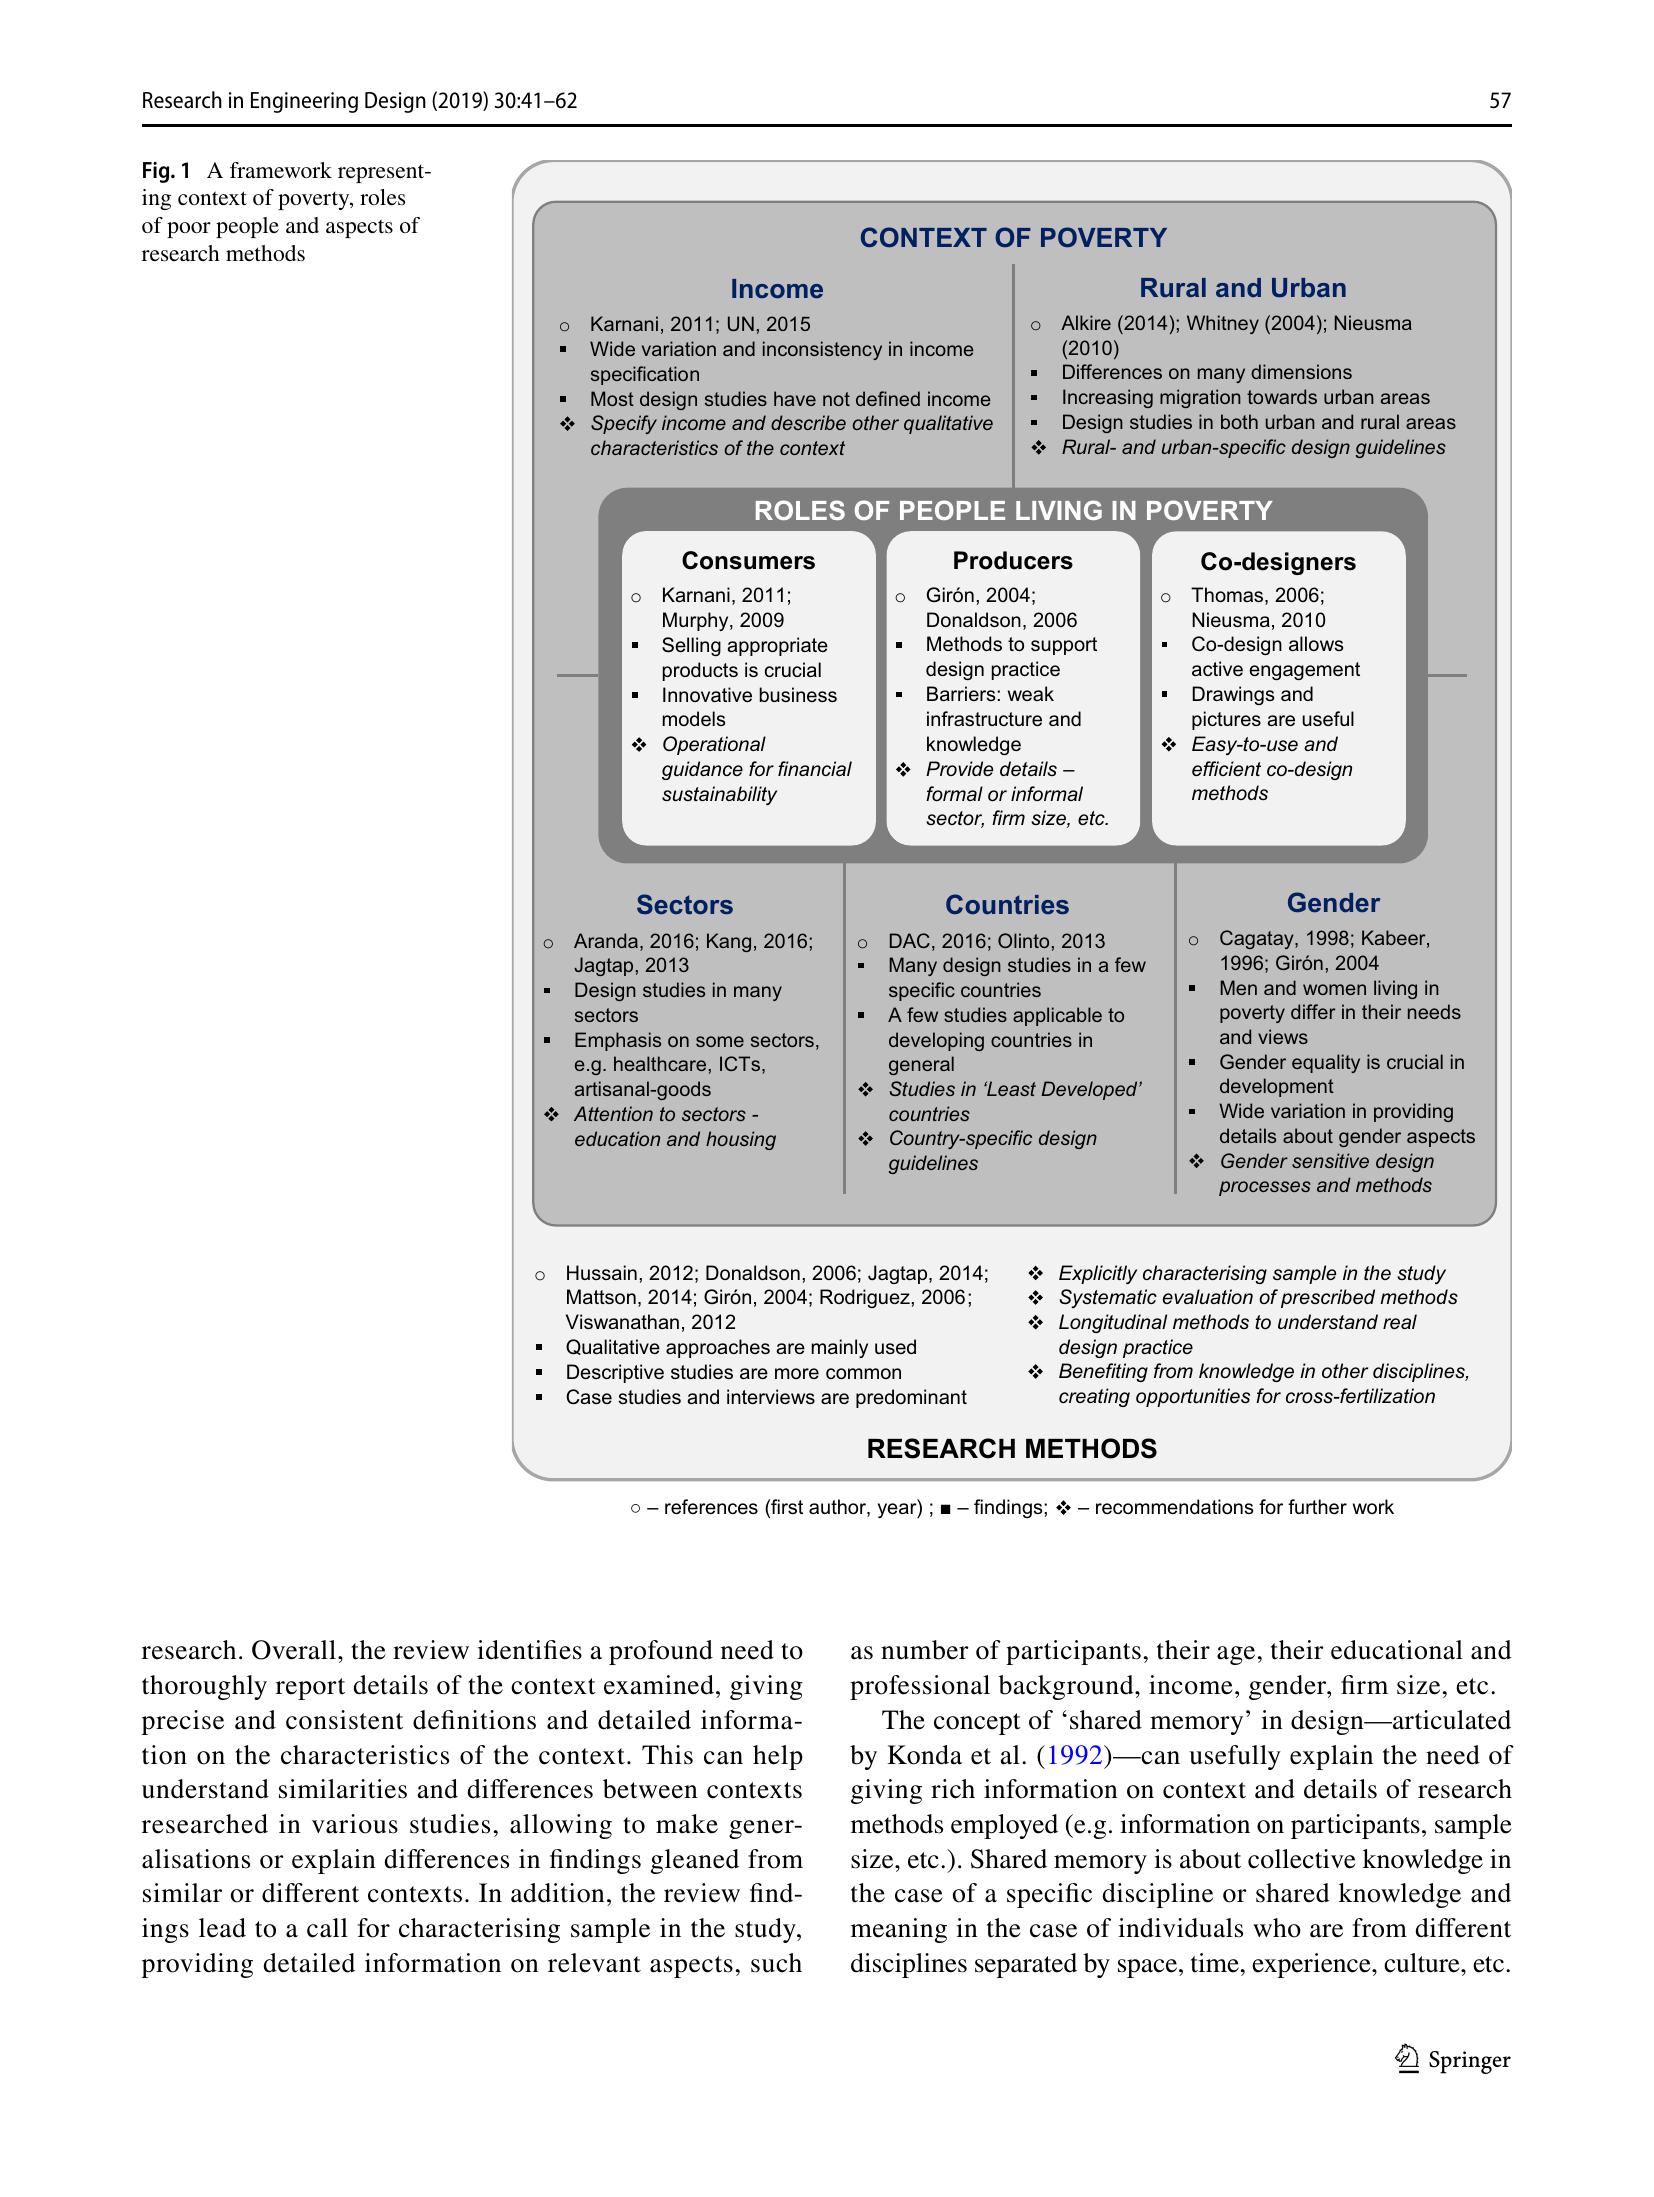 Research in Engineering Design (2019) 30:41–62
57
Fig. 1 A framework represent-
ing context of poverty, roles
of poor people and aspects of
research methods
CONTEXT OF POVERTY
Income
○ Karnani, 2011; UN, 2015
▪ Wide variation and inconsistency in income
specification
▪ Most design studies have not defined income
❖ Specify income and describe other qualitative
characteristics of the context
Rural and Urban
○ Alkire (2014); Whitney (2004); Nieusma
(2010)
▪ Differences on many dimensions
▪ Increasing migration towards urban areas
▪ Design studies in both urban and rural areas
❖ Rural- and urban-specific design guidelines
ROLES OF PEOPLE LIVING IN POVERTY
Consumers
○ Karnani, 2011;
Murphy, 2009
▪ Selling appropriate
products is crucial
▪ Innovative business
models
❖ Operational
guidance for financial
sustainability
Producers
○ Girón, 2004;
Donaldson, 2006
▪ Methods to support
design practice
▪ Barriers: weak
infrastructure and
knowledge
❖ Provide details –
formal or informal
sector, firm size, etc.
Co-designers
○ Thomas, 2006;
Nieusma, 2010
▪ Co-design allows
active engagement
▪ Drawings and
pictures are useful
❖ Easy-to-use and
efficient co-design
methods
Sectors
○ Aranda, 2016; Kang, 2016;
Jagtap, 2013
▪ Design studies in many
sectors
▪ Emphasis on some sectors,
e.g. healthcare, ICTs,
artisanal-goods
❖ Attention to sectors -
education and housing
Countries
○ DAC, 2016; Olinto, 2013
▪ Many design studies in a few
specific countries
▪ A few studies applicable to
developing countries in
general
❖ Studies in ‘Least Developed’
countries
❖ Country-specific design
guidelines
Gender
○ Cagatay, 1998; Kabeer,
1996; Girón, 2004
▪ Men and women living in
poverty differ in their needs
and views
▪ Gender equality is crucial in
development
▪ Wide variation in providing
details about gender aspects
❖ Gender sensitive design
processes and methods
○ Hussain, 2012; Donaldson, 2006; Jagtap, 2014;
Mattson, 2014; Girón, 2004; Rodriguez, 2006;
Viswanathan, 2012
▪ Qualitative approaches are mainly used
▪ Descriptive studies are more common
▪ Case studies and interviews are predominant
❖ Explicitly characterising sample in the study
❖ Systematic evaluation of prescribed methods
❖ Longitudinal methods to understand real
design practice
❖ Benefiting from knowledge in other disciplines,
creating opportunities for cross-fertilization
RESEARCH METHODS
○ – references (first author, year) ; ■ – findings; ❖ – recommendations for further work
research. Overall, the review identifies a profound need to
thoroughly report details of the context examined, giving
precise and consistent definitions and detailed informa-
tion on the characteristics of the context. This can help
understand similarities and differences between contexts
researched in various studies, allowing to make gener-
alisations or explain differences in findings gleaned from
similar or different contexts. In addition, the review find-
ings lead to a call for characterising sample in the study,
providing detailed information on relevant aspects, such
as number of participants, their age, their educational and
professional background, income, gender, firm size, etc.
The concept of ‘shared memory’ in design—articulated
by Konda et al. (1992)—can usefully explain the need of
giving rich information on context and details of research
methods employed (e.g. information on participants, sample
size, etc.). Shared memory is about collective knowledge in
the case of a specific discipline or shared knowledge and
meaning in the case of individuals who are from different
disciplines separated by space, time, experience, culture, etc.
Springer